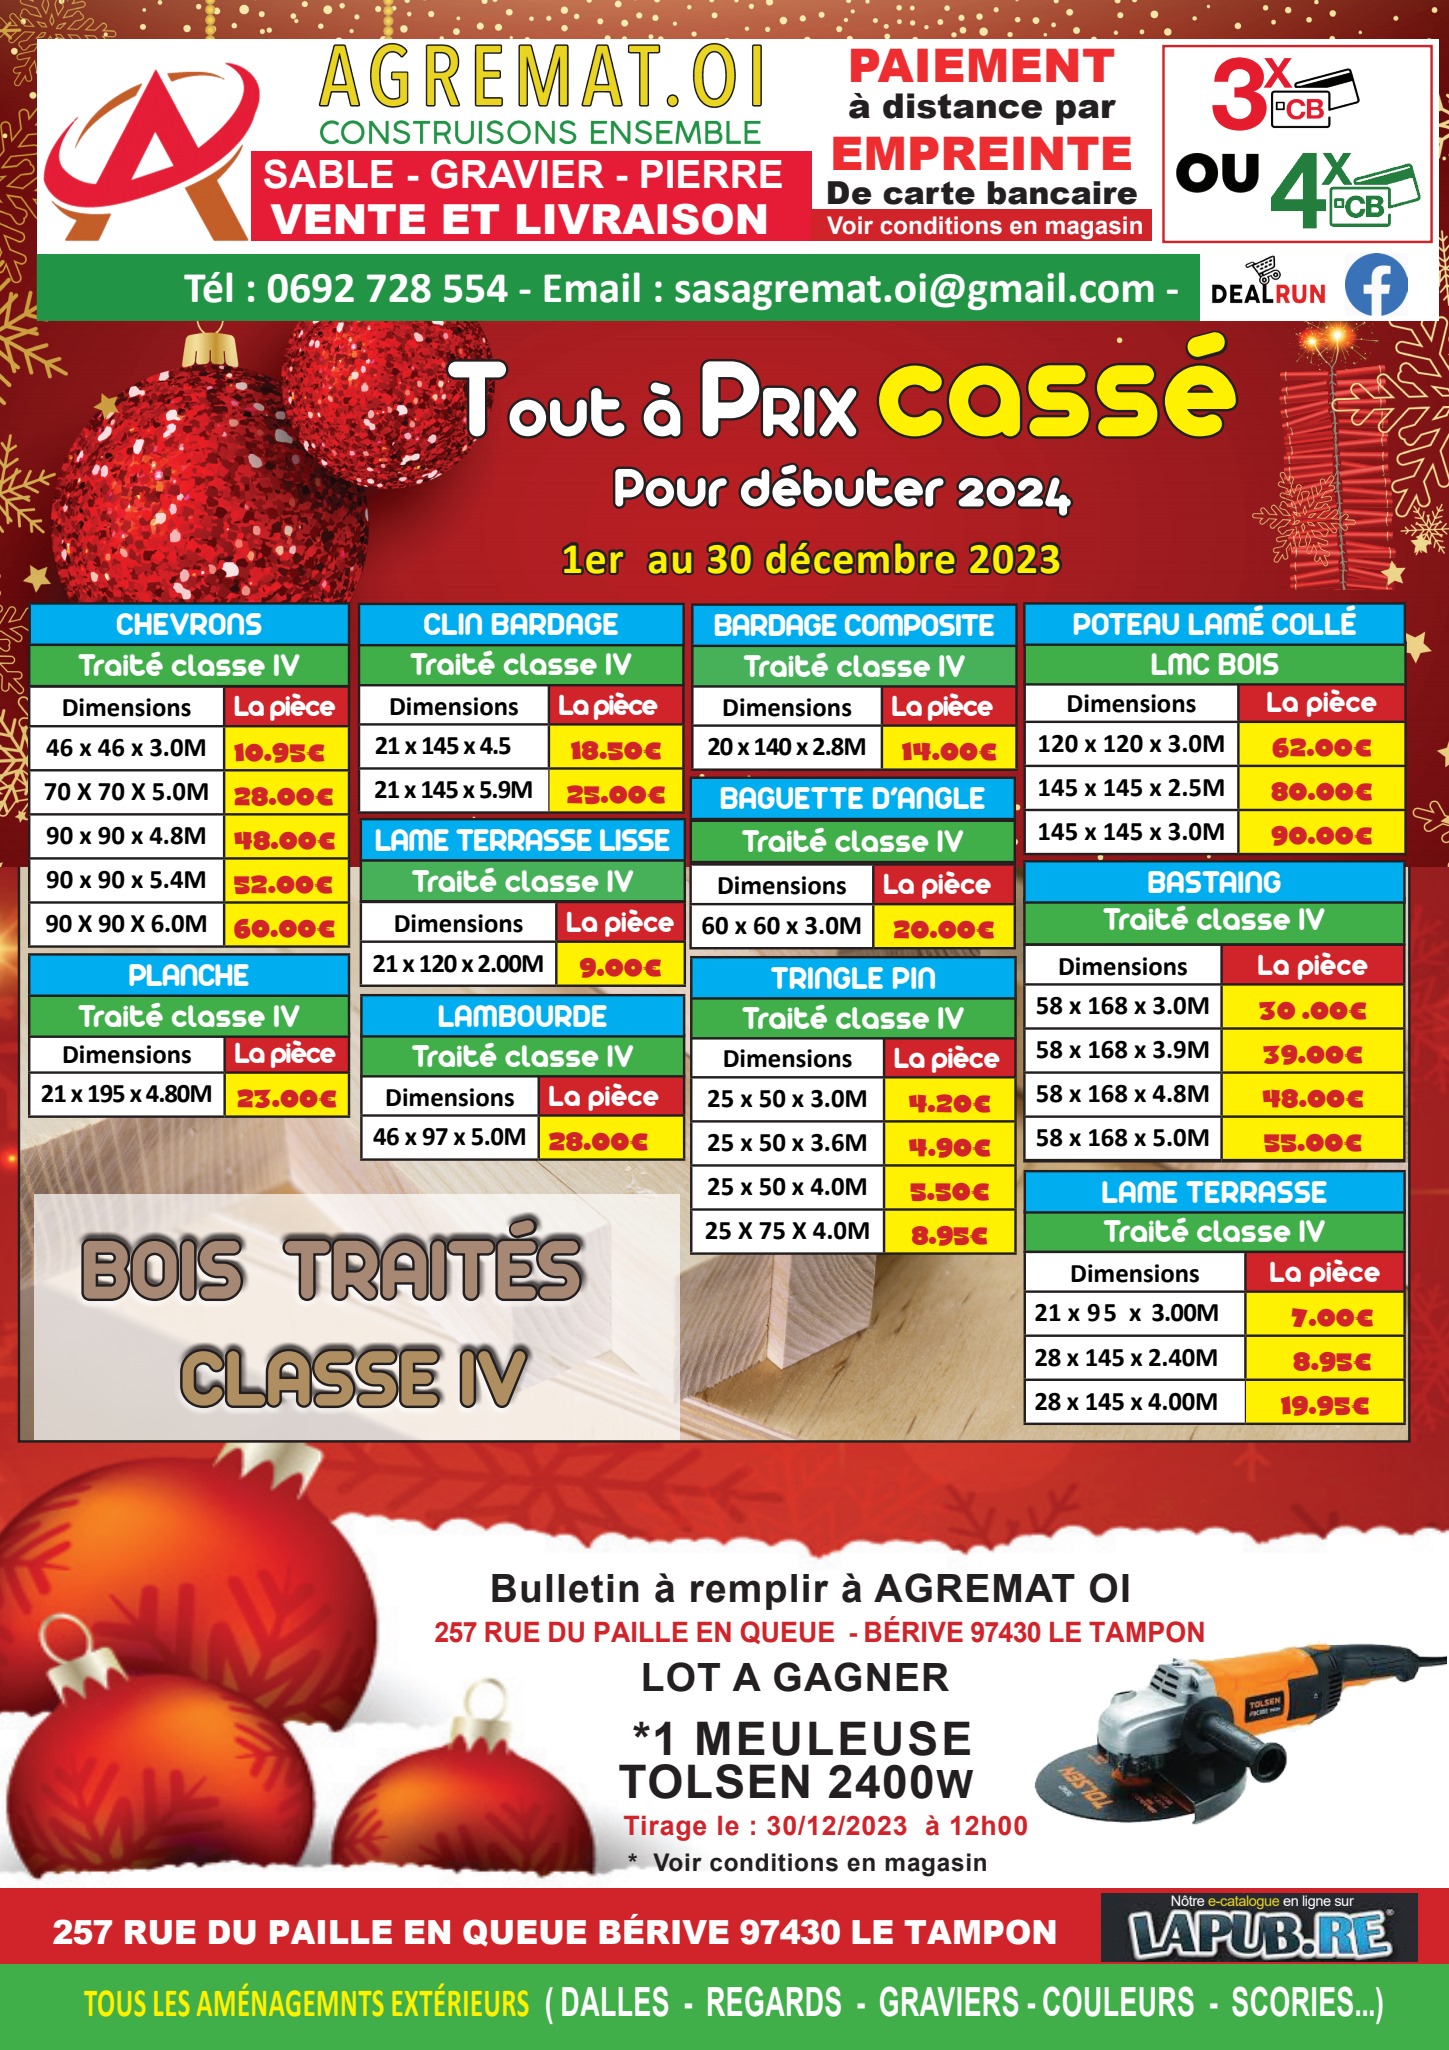 AGREMAT.OI
CONSTRUISONS ENSEMBLE
SABLE - GRAVIER - PIERRE
VENTE ET LIVRAISON
PAIEMENT
à distance par
EMPREINTE
De carte bancaire
Voir conditions en magasin
3X CB
OU 4X CB
Tél : 0692 728 554 - Email : sasagremat.oi@gmail.com -
DEALRUN
Tout à Prix cassé
Pour débuter 2024
1er au 30 décembre 2023
CHEVRONS
Traité classe IV
Dimensions La pièce
46 x 46 x 3.0M 10.95€
70 X 70 X 5.0M 28.00€
90 x 90 x 4.8M 48.00€
90 x 90 x 5.4M 52.00€
90 X 90 X 6.0M 60.00€
PLANCHE
Traité classe IV
Dimensions La pièce
21 x 195 x 4.80M 23.00€
CLIN BARDAGE
Traité classe IV
Dimensions La pièce
21 x 145 x 4.5 18.50€
21 x 145 x 5.9M 25.00€
LAME TERRASSE LISSE
Traité classe IV
Dimensions La pièce
21 x 120 x 2.00M 9.00€
LAMBOURDE
Traité classe IV
Dimensions La pièce
46 x 97 x 5.0M 28.00€
BARDAGE COMPOSITE
Traité classe IV
Dimensions La pièce
20 x 140 x 2.8M 14.00€
BAGUETTE D'ANGLE
Traité classe IV
Dimensions La pièce
60 x 60 x 3.0M 20.00€
TRINGLE PIN
Traité classe IV
Dimensions La pièce
25 x 50 x 3.0M 4.20€
25 x 50 x 3.6M 4.90€
25 x 50 x 4.0M 5.50€
25 X 75 X 4.0M 8.95€
POTEAU LAMÉ COLLÉ
LMC BOIS
Dimensions La pièce
120 x 120 x 3.0M 62.00€
145 x 145 x 2.5M 80.00€
145 x 145 x 3.0M 90.00€
BASTAING
Traité classe IV
Dimensions La pièce
58 x 168 x 3.0M 30 .00€
58 x 168 x 3.9M 39.00€
58 x 168 x 4.8M 48.00€
58 x 168 x 5.0M 55.00€
LAME TERRASSE
Traité classe IV
Dimensions La pièce
21 x 95 x 3.00M 7.00€
28 x 145 x 2.40M 8.95€
28 x 145 x 4.00M 19.95€
BOIS TRAITÉS
CLASSE IV
Bulletin à remplir à AGREMAT OI
257 RUE DU PAILLE EN QUEUE - BÉRIVE 97430 LE TAMPON
LOT A GAGNER
*1 MEULEUSE
TOLSEN 2400W
Tirage le : 30/12/2023 à 12h00
* Voir conditions en magasin
TOLSEN
TOLSEN
257 RUE DU PAILLE EN QUEUE BÉRIVE 97430 LE TAMPON
Nôtre e-catalogue en ligne sur
LAPUB.RE®
TOUS LES AMÉNAGEMNTS EXTÉRIEURS ( DALLES - REGARDS - GRAVIERS - COULEURS - SCORIES...)